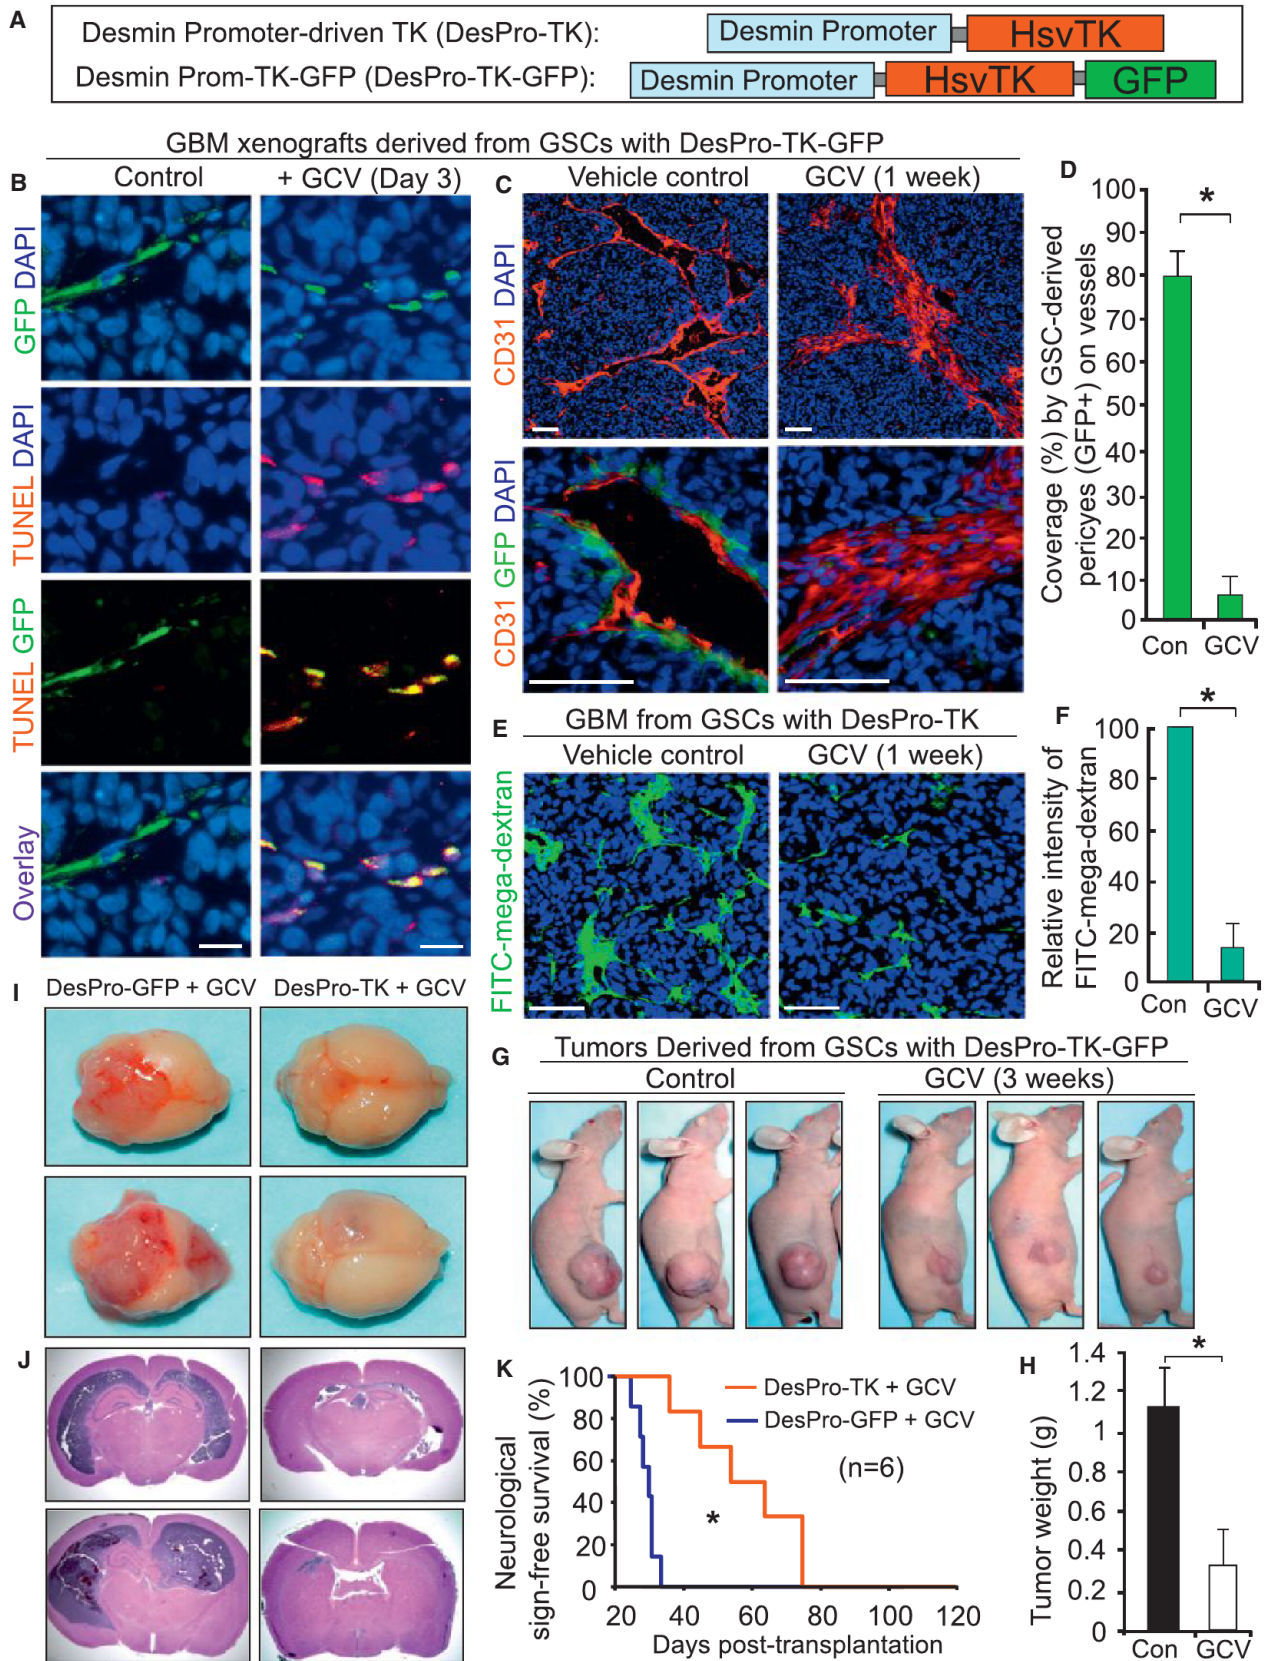 A
Desmin Promoter-driven TK (DesPro-TK):
Desmin Promoter
HsvTK
Desmin Prom-TK-GFP (DesPro-TK-GFP):
Desmin Promoter
HsvTK
GFP
GBM xenografts derived from GSCs with DesPro-TK-GFP
B
Control
+ GCV (Day 3)
GFP DAPI
TUNEL DAPI
TUNEL GFP
Overlay
C
Vehicle control
GCV (1 week)
CD31 DAPI
CD31 GFP DAPI
D
Coverage (%) by GSC-derived
pericyes (GFP+) on vessels
100
90
80
70
60
50
40
30
20
10
0
*
Con
GCV
E
GBM from GSCs with DesPro-TK
Vehicle control
GCV (1 week)
FITC-mega-dextran
F
Relative intensity of
FITC-mega-dextran
100
80
60
40
20
0
*
Con
GCV
I
DesPro-GFP + GCV
DesPro-TK + GCV
G
Tumors Derived from GSCs with DesPro-TK-GFP
Control
GCV (3 weeks)
J
K
Neurological
sign-free survival (%)
100
80
60
40
20
0
DesPro-TK + GCV
DesPro-GFP + GCV
(n=6)
*
20
40
60
80
100
120
Days post-transplantation
H
Tumor weight (g)
1.4
1.2
1
0.8
0.6
0.4
0.2
0
*
Con
GCV